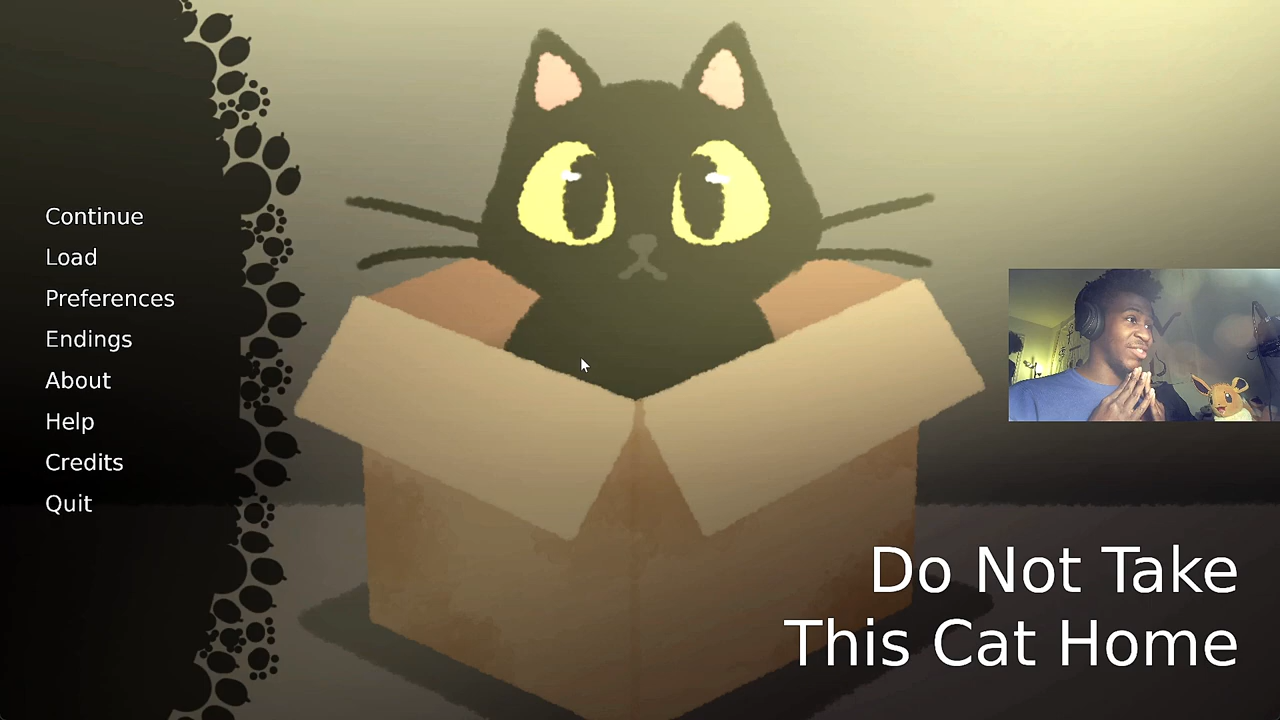 Continue
Load
Preferences
Endings
About
Help
Credits
Quit
Do Not Take
This Cat Home